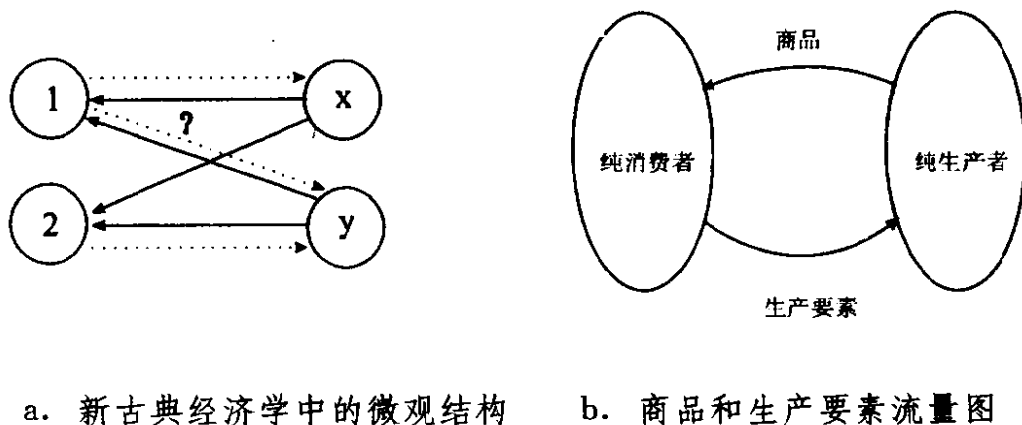 1
x
?
2
y
商品
纯消费者
纯生产者
生产要素
a. 新古典经济学中的微观结构
b. 商品和生产要素流量图